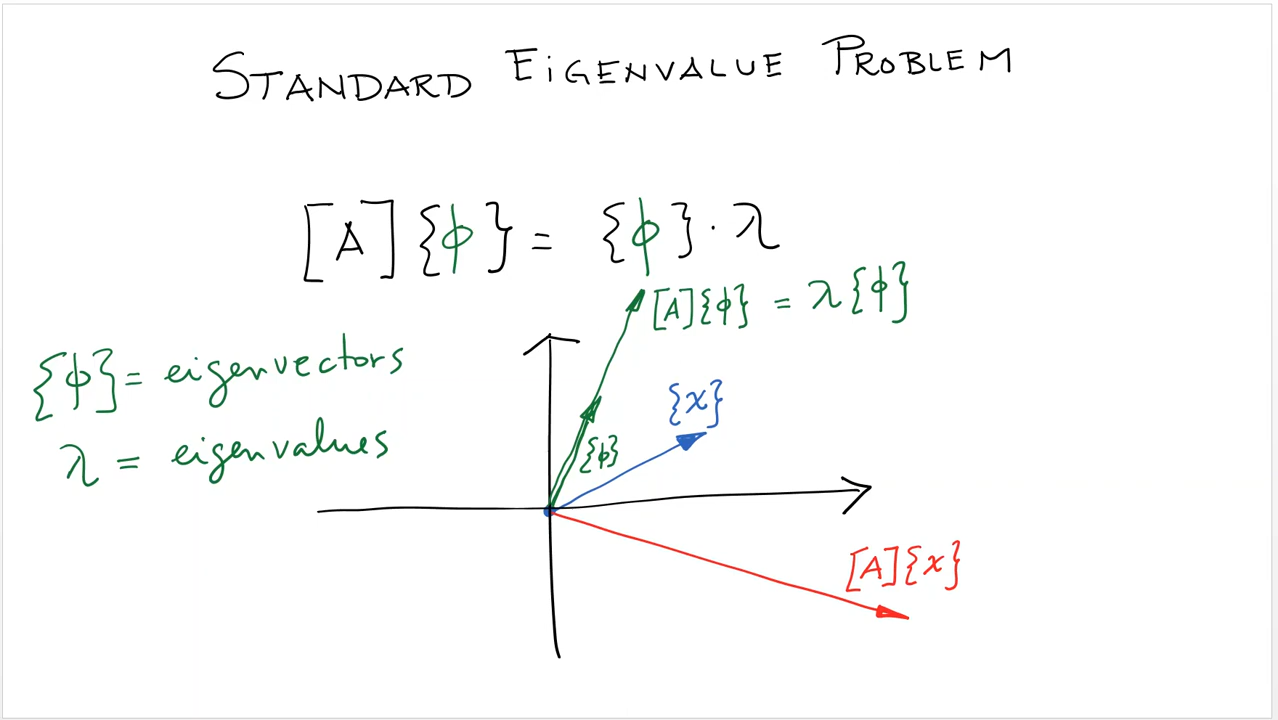 STANDARD EIGENVALUE PROBLEM
[A]{ϕ} = {ϕ}·λ
[A]{ϕ} = λ{ϕ}
{ϕ} = eigenvectors
{x}
λ = eigenvalues
{ϕ}
[A]{x}